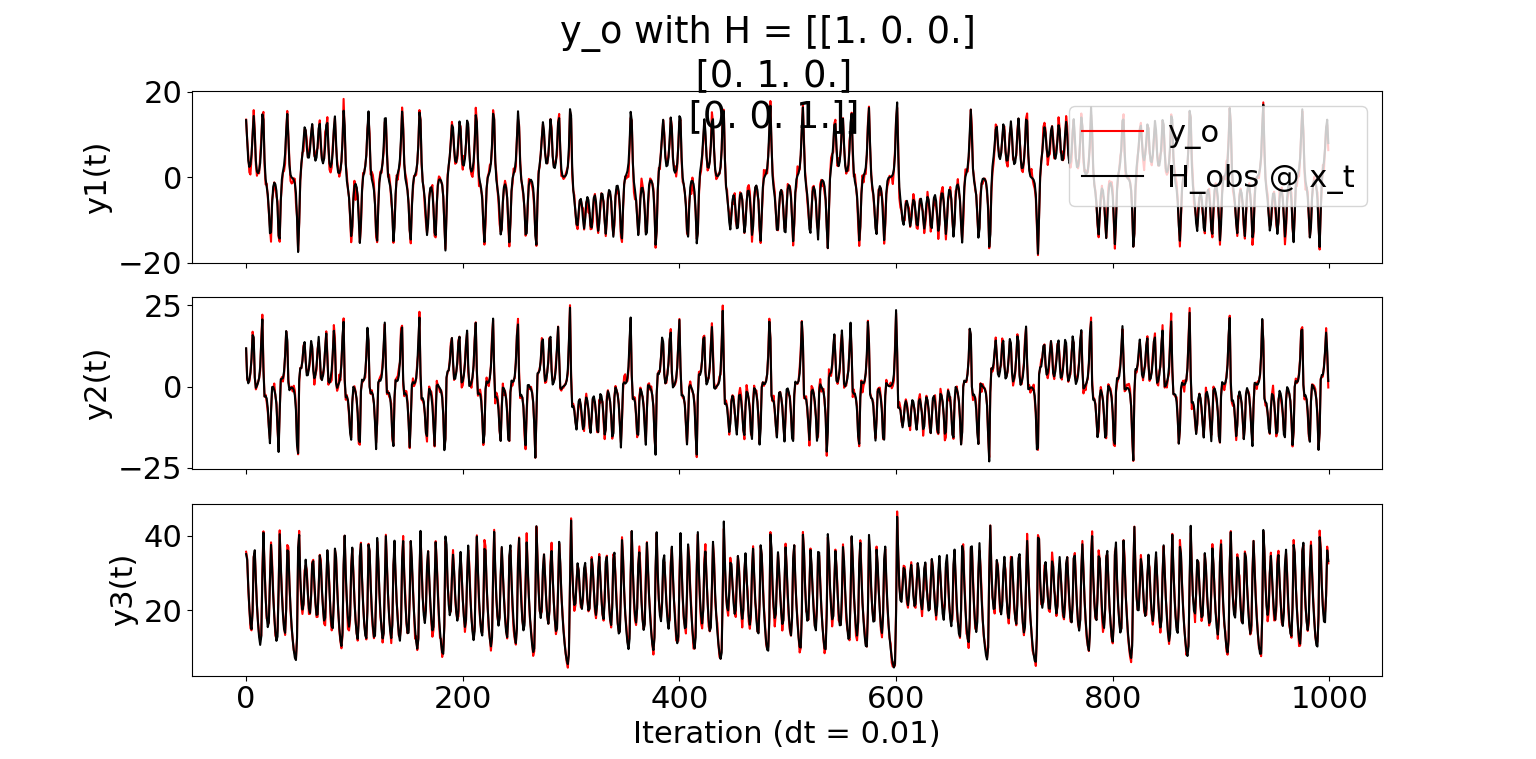 y_o with H = [[1. 0. 0.]
[0. 1. 0.]
[0. 0. 1.]]
20
0
−20
y1(t)
y_o
H_obs @ x_t
25
0
−25
y2(t)
40
20
y3(t)
0 200 400 600 800 1000
Iteration (dt = 0.01)